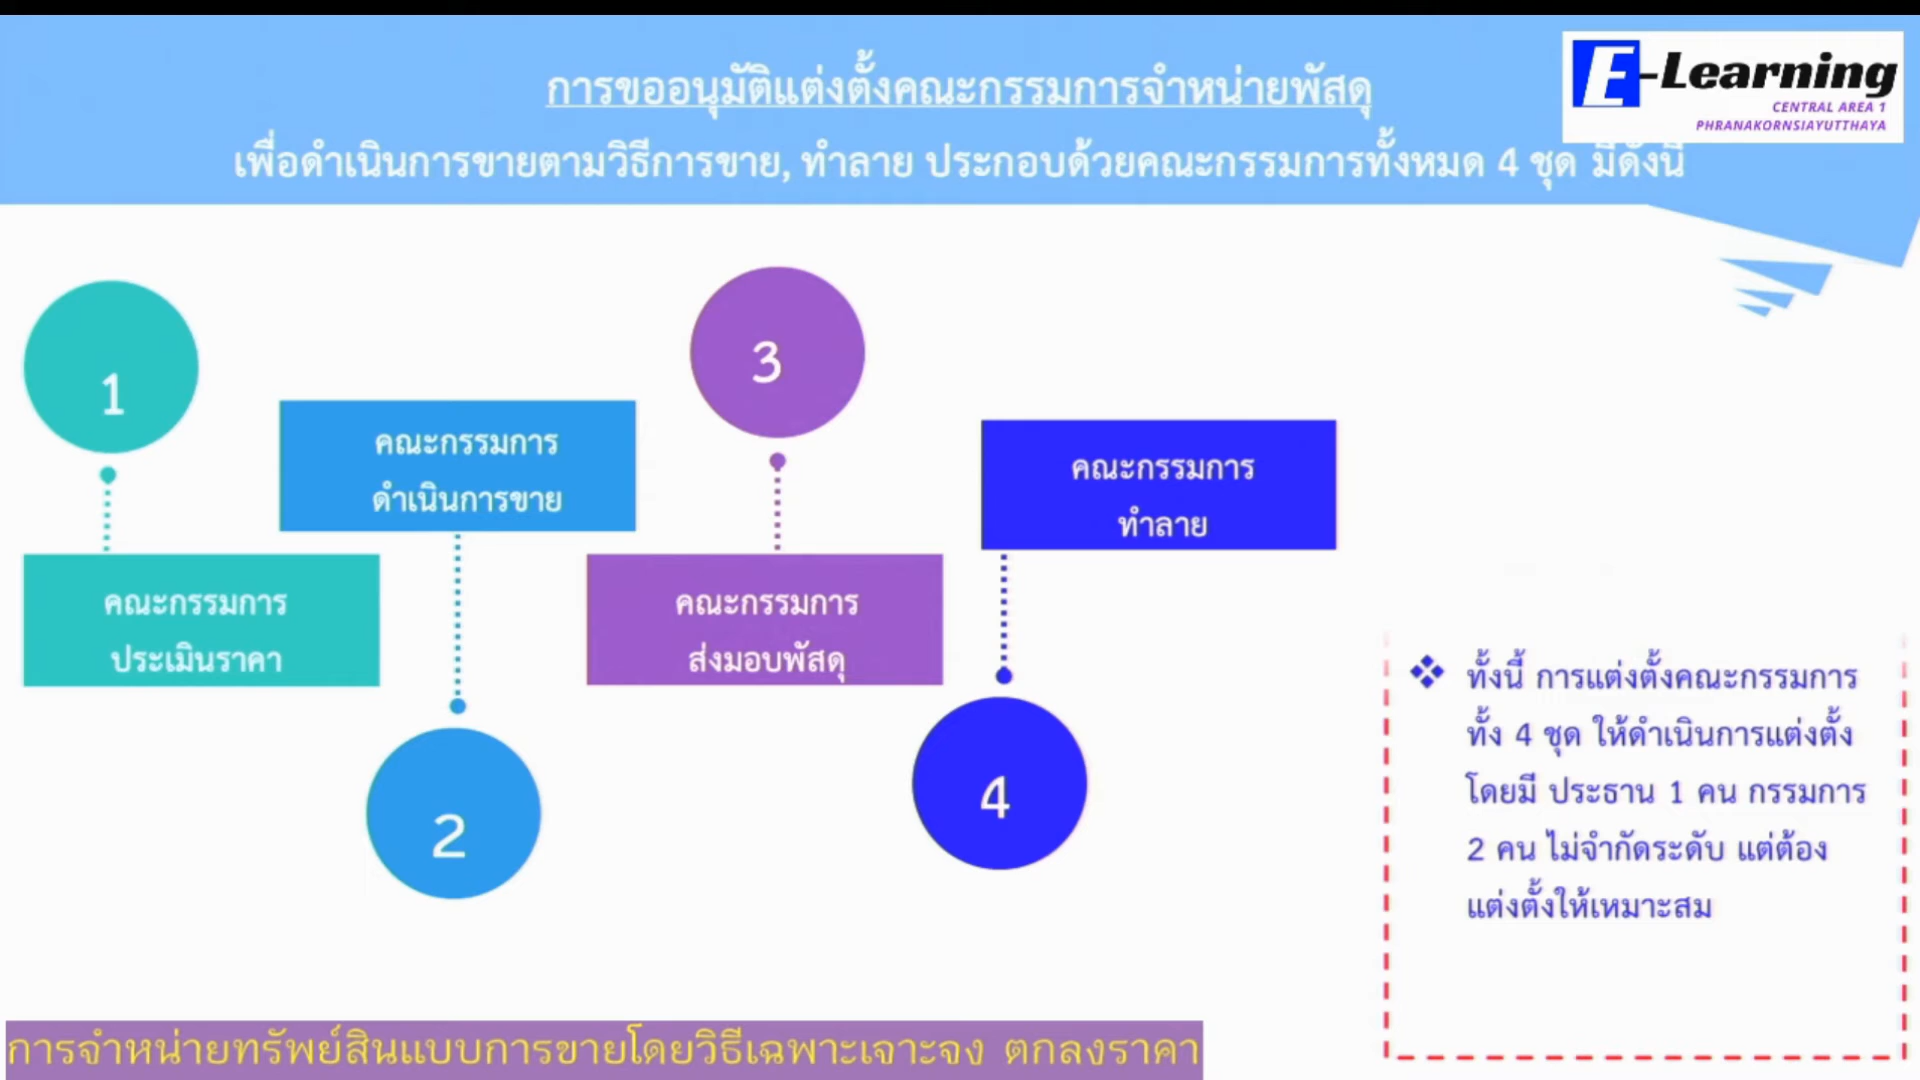 การขออนุมัติแต่งตั้งคณะกรรมการจำหน่ายพัสดุ
เพื่อดำเนินการขายตามวิธีการขาย, ทำลาย ประกอบด้วยคณะกรรมการทั้งหมด 4 ชุด มีดังนี้
E-Learning
CENTRAL AREA 1
PHRANAKORNSIAYUTTHAYA
1
คณะกรรมการ
ประเมินราคา
คณะกรรมการ
ดำเนินการขาย
2
3
คณะกรรมการ
ส่งมอบพัสดุ
คณะกรรมการ
ทำลาย
4
ทั้งนี้ การแต่งตั้งคณะกรรมการ
ทั้ง 4 ชุด ให้ดำเนินการแต่งตั้ง
โดยมี ประธาน 1 คน กรรมการ
2 คน ไม่จำกัดระดับ แต่ต้อง
แต่งตั้งให้เหมาะสม
การจำหน่ายทรัพย์สินแบบการขายโดยวิธีเฉพาะเจาะจง ตกลงราคา